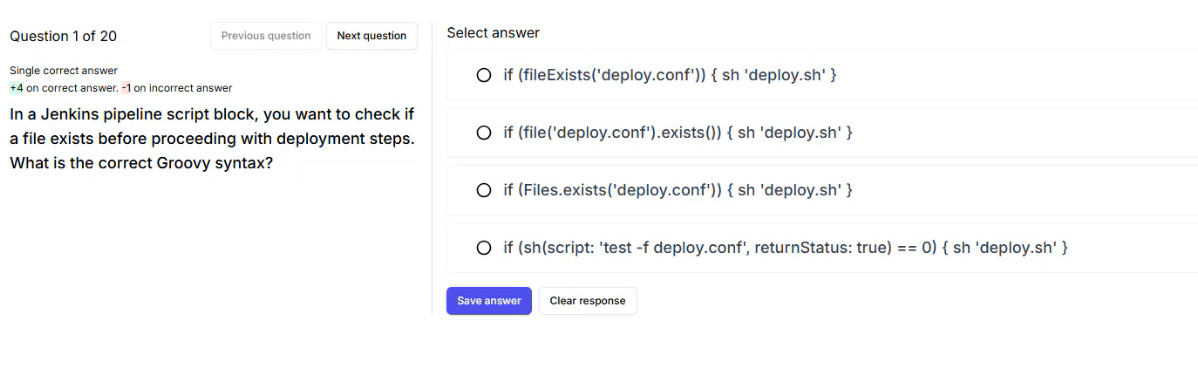 Question 1 of 20
Previous question
Next question
Single correct answer
+4 on correct answer. -1 on incorrect answer
In a Jenkins pipeline script block, you want to check if
a file exists before proceeding with deployment steps.
What is the correct Groovy syntax?
Select answer
if (fileExists('deploy.conf')) { sh 'deploy.sh' }
if (file('deploy.conf').exists()) { sh 'deploy.sh' }
if (Files.exists('deploy.conf')) { sh 'deploy.sh' }
if (sh(script: 'test -f deploy.conf', returnStatus: true) == 0) { sh 'deploy.sh' }
Save answer
Clear response